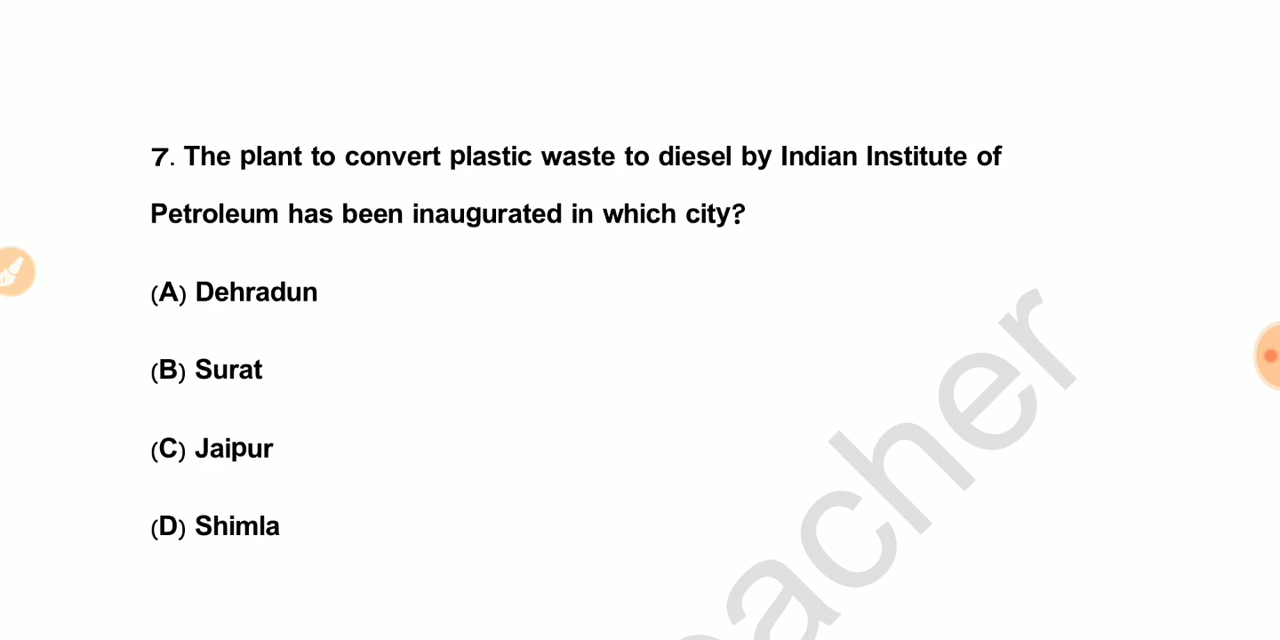 7. The plant to convert plastic waste to diesel by Indian Institute of
Petroleum has been inaugurated in which city?
(A) Dehradun
(B) Surat
(C) Jaipur
(D) Shimla
acher